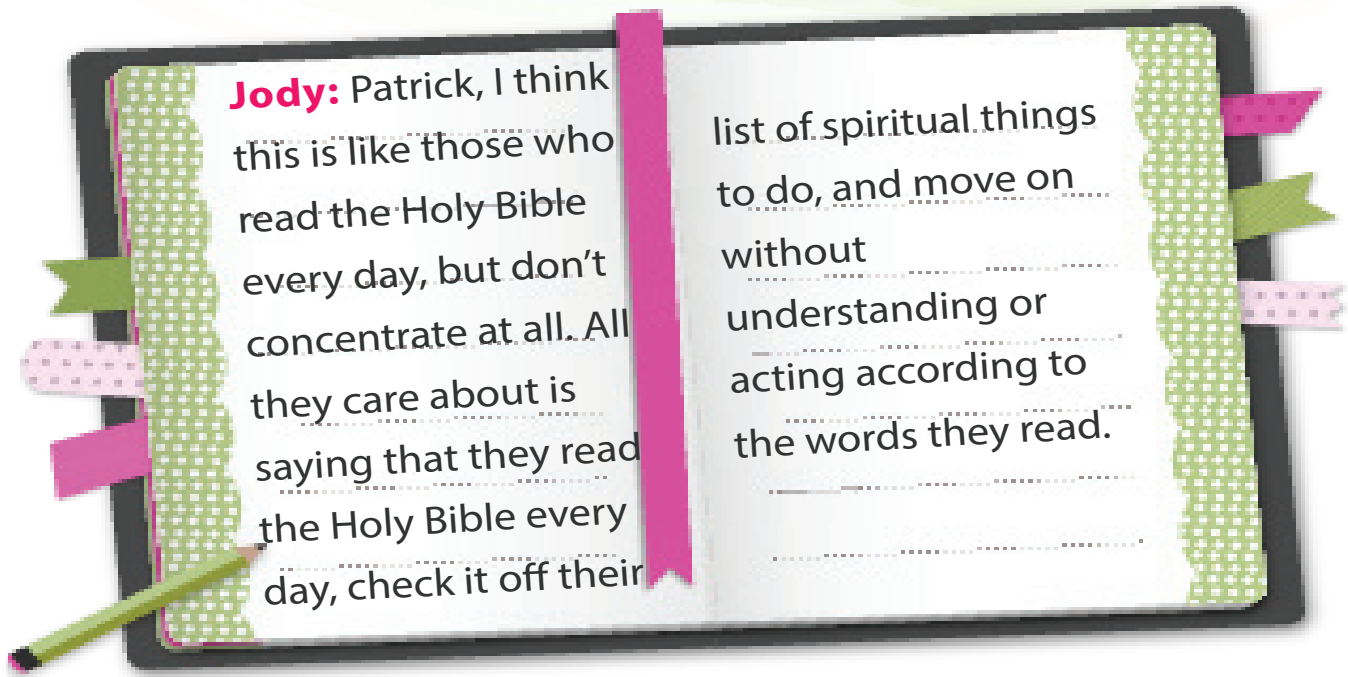 Jody: Patrick, I think
this is like those who
read the Holy Bible
every day, but don't
concentrate at all. All
they care about is
saying that they read
the Holy Bible every
day, check it off their
list of spiritual things
to do, and move on
without
understanding or
acting according to
the words they read.